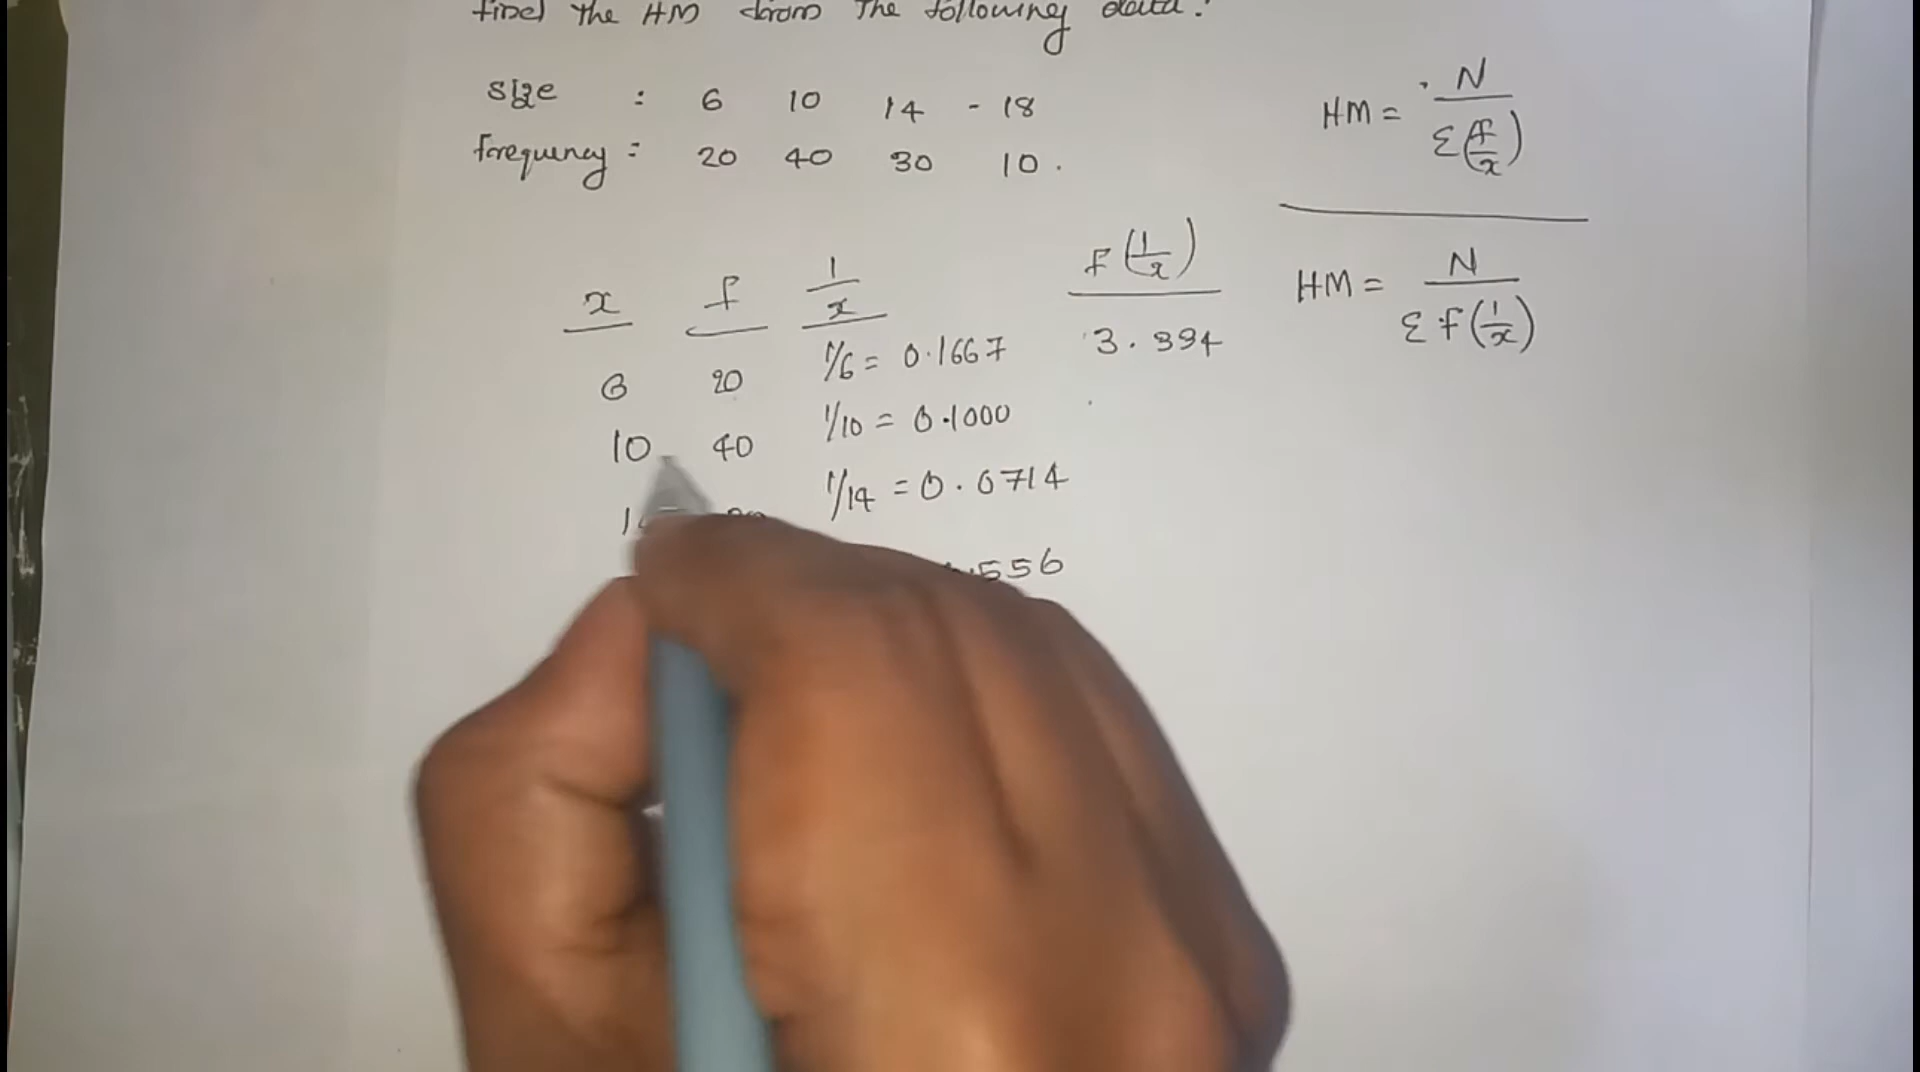 find the HM from the following data.
size : 6 10 14 - 18
frequency : 20 40 30 10 .
HM = N / Σ(f/x)
HM = N / Σ f(1/x)
x f 1/x f(1/x)
6 20 1/6 = 0.1667 3.334
10 40 1/10 = 0.1000
1/14 = 0.0714
556